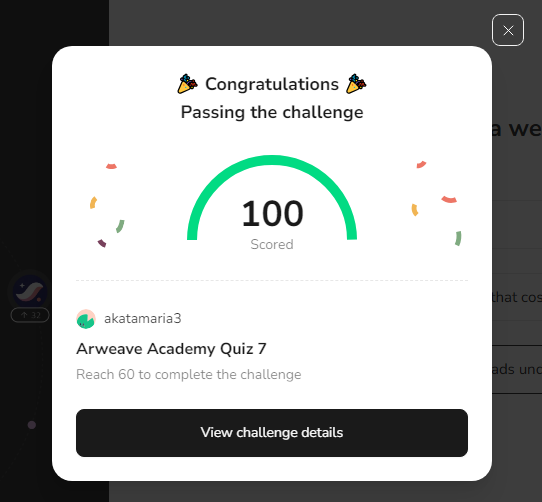 Congratulations
Passing the challenge
a we
100
Scored
that cos
32
akatamaria3
Arweave Academy Quiz 7
ads und
Reach 60 to complete the challenge
View challenge details